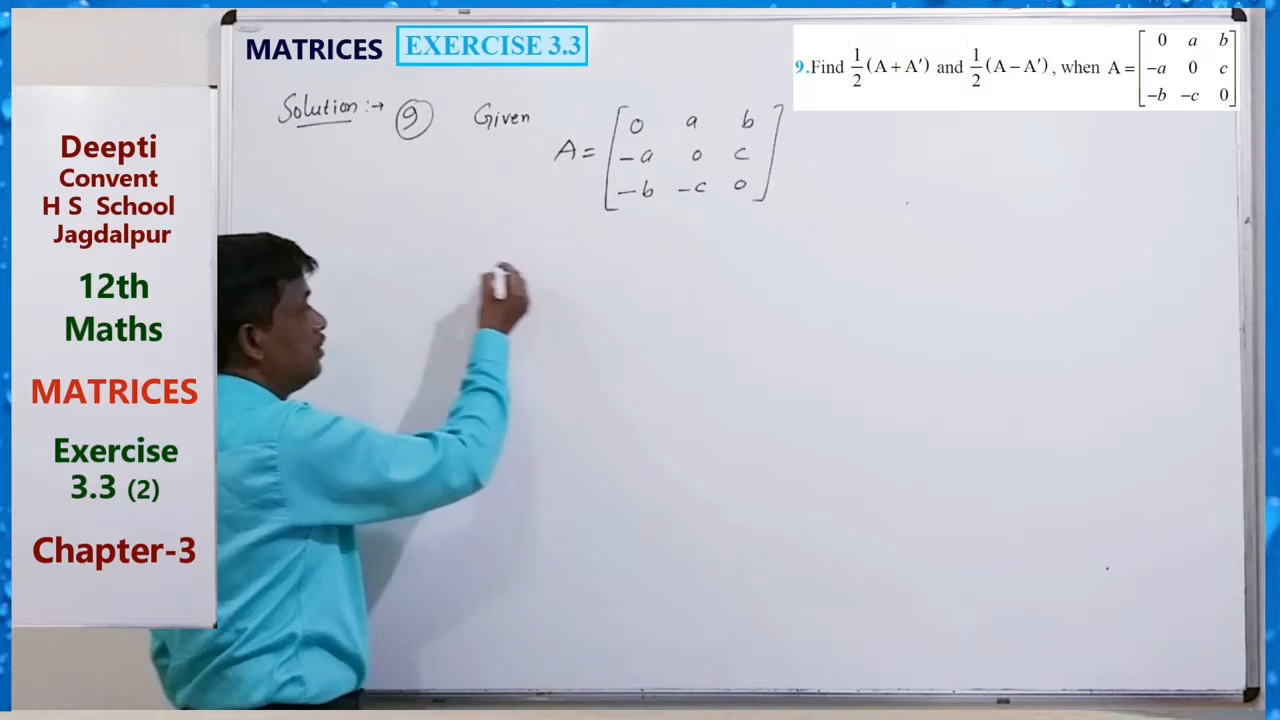 MATRICES EXERCISE 3.3
9. Find 1/2 (A + A′) and 1/2 (A − A′), when A = [ 0 a b
−a 0 c
−b −c 0 ]
Solution :→ (9) Given
A = [ 0 a b
−a 0 c
−b −c 0 ]
Deepti
Convent
H S School
Jagdalpur
12th
Maths
MATRICES
Exercise
3.3 (2)
Chapter-3